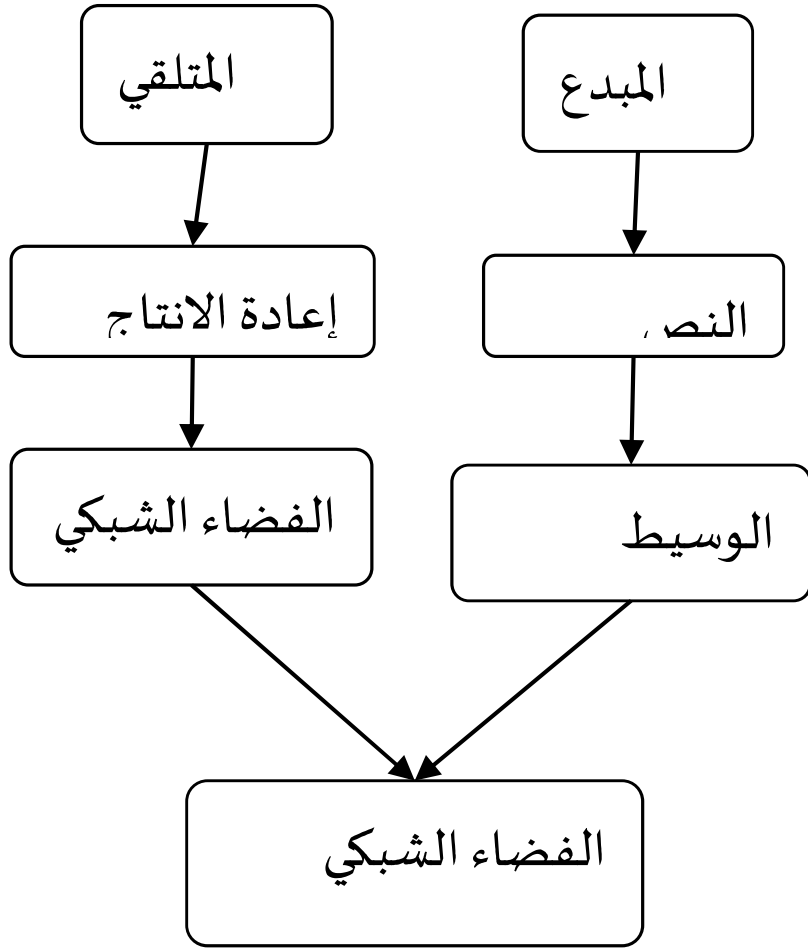 المبدع
المتلقي
النص
إعادة الانتاج
الوسيط
الفضاء الشبكي
الفضاء الشبكي